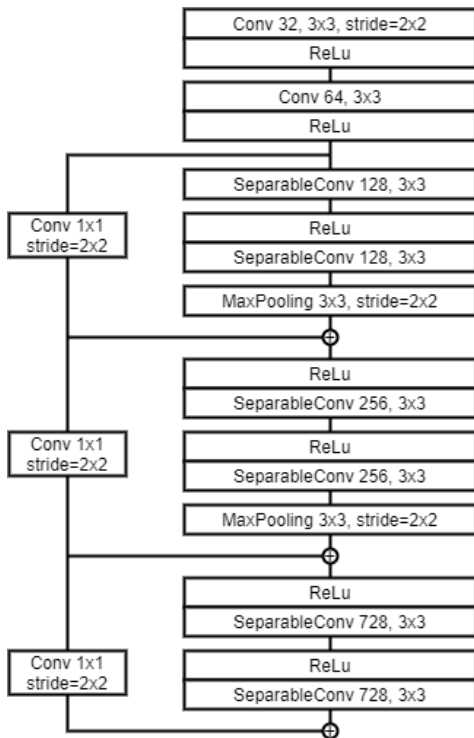 Conv 32, 3x3, stride=2x2
ReLu
Conv 64, 3x3
ReLu
SeparableConv 128, 3x3
Conv 1x1
stride=2x2
ReLu
SeparableConv 128, 3x3
MaxPooling 3x3, stride=2x2
ReLu
SeparableConv 256, 3x3
Conv 1x1
stride=2x2
ReLu
SeparableConv 256, 3x3
MaxPooling 3x3, stride=2x2
ReLu
SeparableConv 728, 3x3
Conv 1x1
stride=2x2
ReLu
SeparableConv 728, 3x3